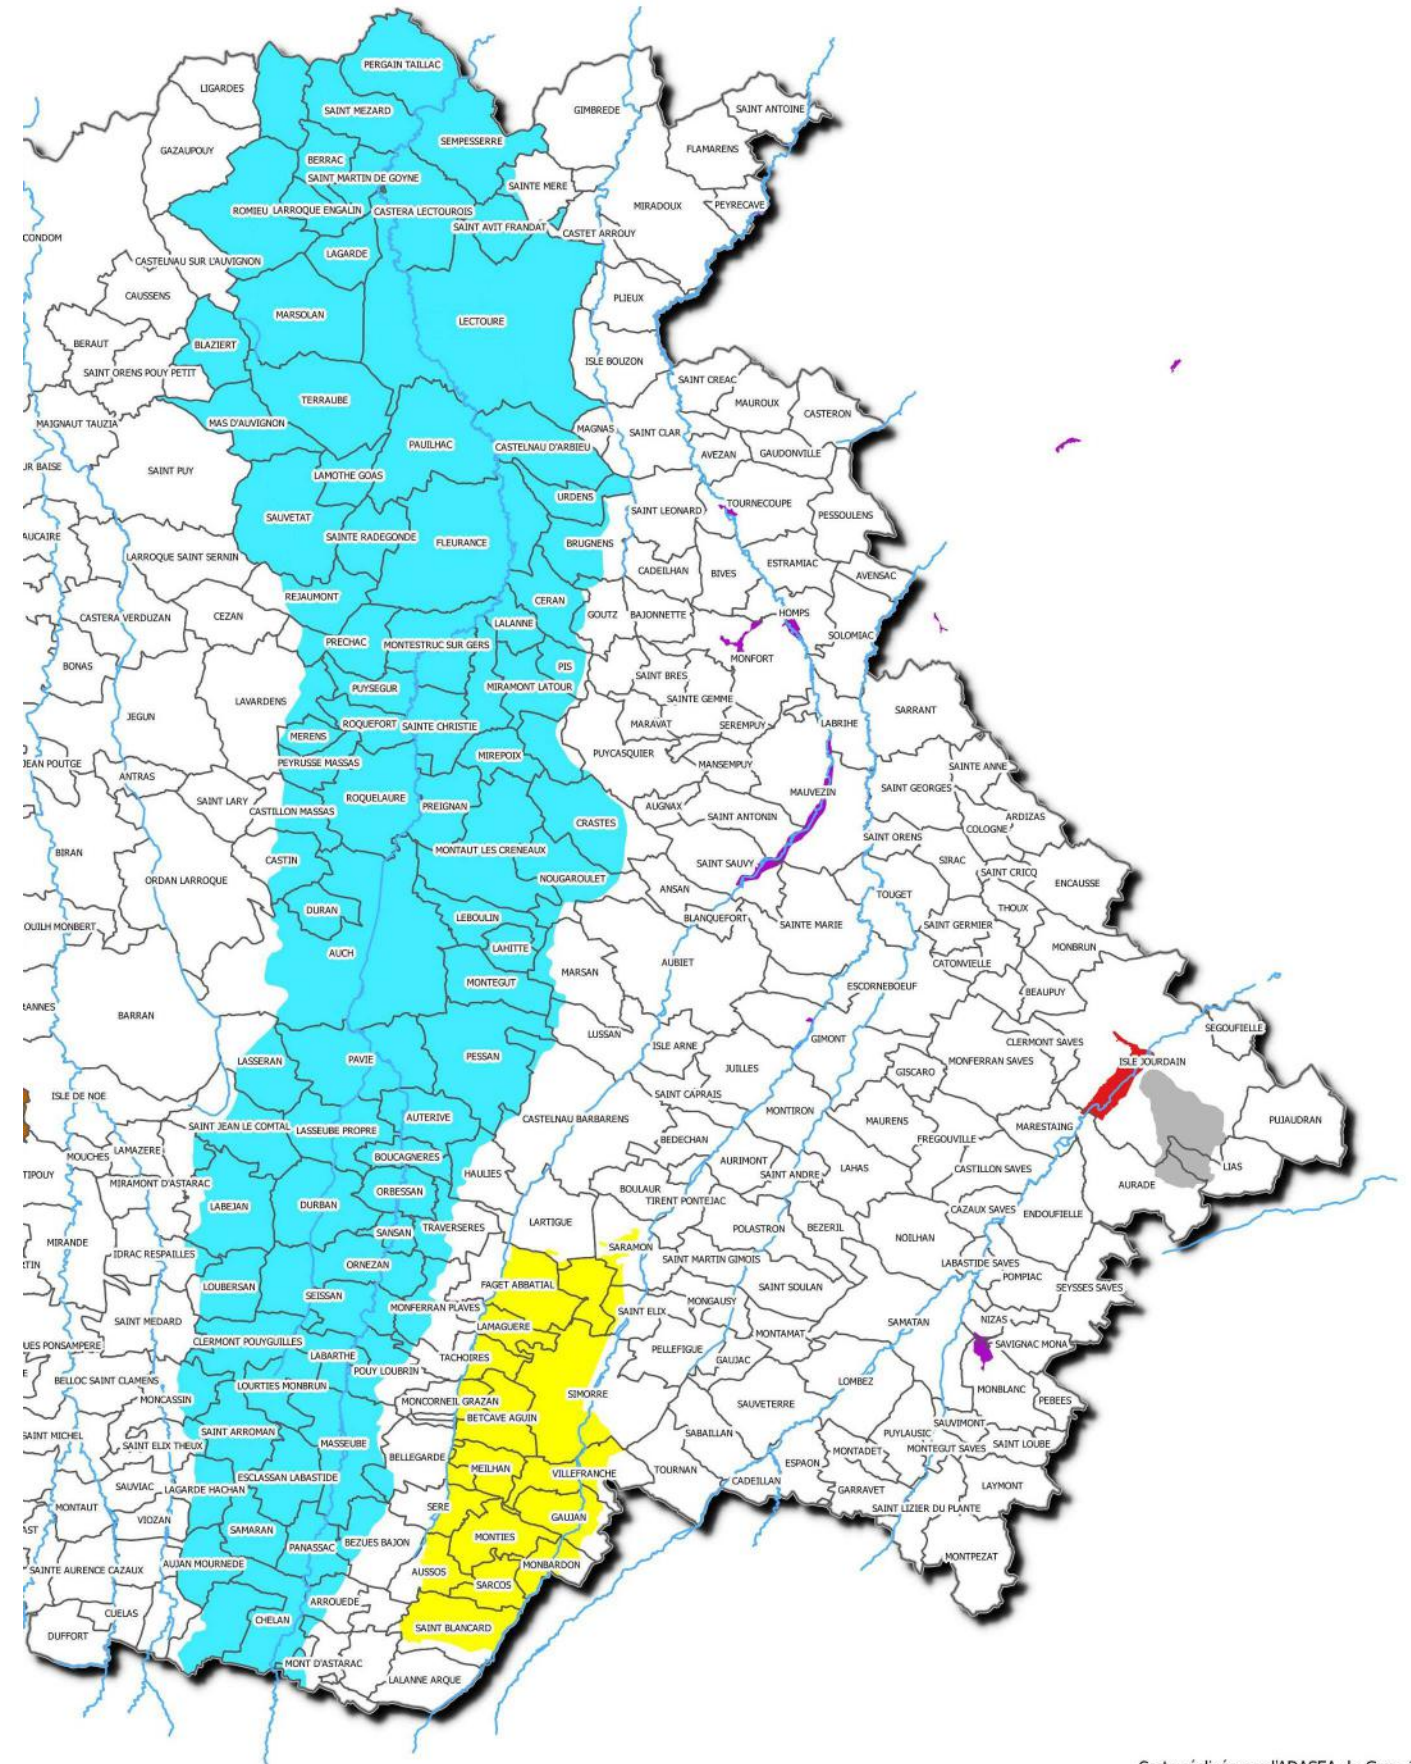 PERGAIN TAILLAC
LIGARDES
SAINT MEZARD
GIMBREDE
SAINT ANTOINE
SEMPESSERRE
GAZAUPOUY
FLAMARENS
BERRAC
SAINT MARTIN DE GOYNE
SAINTE MERE
MIRADOUX
PEYRECAVE
ROMIEU
LARROQUE ENGALIN
CASTERA LECTOUROIS
SAINT AVIT FRANDAT
CASTET ARROUY
CONDOM
LAGARDE
CASTELNAU SUR L'AUVIGNON
CAUSSENS
PLIEUX
MARSOLAN
LECTOURE
BERAUT
BLAZIERT
ISLE BOUZON
SAINT ORENS POUY PETIT
SAINT CREAC
TERRAUBE
MAUROUX
CASTERON
MAIGNAUT TAUZIA
MAS D'AUVIGNON
MAGNAS
SAINT CLAR
PAUILHAC
CASTELNAU D'ARBIEU
AVEZAN
GAUDONVILLE
UR BAISE
SAINT PUY
LAMOTHE GOAS
URDENS
TOURNECOUPE
SAINT LEONARD
PESSOULENS
SAUVETAT
AUCAIRE
SAINTE RADEGONDE
FLEURANCE
BRUGNENS
LARROQUE SAINT SERNIN
CADEILHAN
BIVES
ESTRAMIAC
AVENSAC
REJAUMONT
CERAN
CASTERA VERDUZAN
CEZAN
LALANNE
GOUTZ
BAJONNETTE
HOMPS
PRECHAC
MONTESTRUC SUR GERS
SOLOMIAC
BONAS
PIS
MONFORT
SAINT BRES
PUYSEGUR
MIRAMONT LATOUR
LAVARDENS
SAINTE GEMME
SARRANT
JEGUN
ROQUEFORT
SAINTE CHRISTIE
MARAVAT
SEREMPUY
LABRIHE
MERENS
MIREPOIX
PUYCASQUIER
JEAN POUTGE
PEYRUSSE MASSAS
MANSEMPUY
SAINTE ANNE
ANTRAS
SAINT GEORGES
MAUVEZIN
SAINT LARY
ROQUELAURE
PREIGNAN
AUGNAX
CASTILLON MASSAS
SAINT ANTONIN
ARDIZAS
CRASTES
COLOGNE
SAINT ORENS
BIRAN
CASTIN
MONTAUT LES CRENEAUX
SAINT SAUVY
SIRAC
SAINT CRICQ
ORDAN LARROQUE
NOUGAROULET
ANSAN
ENCAUSSE
TOUGET
DURAN
LEBOULIN
BLANQUEFORT
THOUX
OUILH MONBERT
SAINTE MARIE
SAINT GERMIER
LAHITTE
MONBRUN
AUCH
AUBIET
CATONVIELLE
MARSAN
MONTEGUT
ESCORNEBOEUF
BEAUPUY
RANNES
BARRAN
SEGOUFIELLE
LUSSAN
GIMONT
ISLE ARNE
CLERMONT SAVES
LASSERAN
PAVIE
PESSAN
MONFERRAN SAVES
ISLE JOURDAIN
JUILLES
GISCARO
ISLE DE NOE
SAINT CAPRAIS
MONTIRON
AUTERIVE
CASTELNAU BARBARENS
MAURENS
PUJAUDRAN
SAINT JEAN LE COMTAL
LASSEUBE PROPRE
MARESTAING
BEDECHAN
FREGOUVILLE
LAMAZERE
MOUCHES
BOUCAGNERES
AURIMONT
LIAS
TIPOUY
HAULIES
SAINT ANDRE
LAHAS
CASTILLON SAVES
MIRAMONT D'ASTARAC
ORBESSAN
BOULAUR
AURADE
LABEJAN
DURBAN
TIRENT PONTEJAC
CAZAUX SAVES
ENDOUFIELLE
LARTIGUE
TRAVERSERES
POLASTRON
BEZERIL
SANSAN
NOILHAN
MIRANDE
SARAMON
IDRAC RESPAILLES
SAINT MARTIN GIMOIS
TIN
ORNEZAN
LABASTIDE SAVES
POMPIAC
LOUBERSAN
FAGET ABBATIAL
SAINT SOULAN
SEYSSES SAVES
SEISSAN
MONGAUSY
MONFERRAN PLAVES
SAINT ELIX
SAINT MEDARD
LAMAGUERE
SAMATAN
NIZAS
MONTAMAT
CLERMONT POUYGUILLES
UES PONSAMPERE
SAVIGNAC MONA
PELLEFIGUE
LABARTHE
TACHOIRES
GAUJAC
POUY LOUBRIN
BELLOC SAINT CLAMENS
LOMBEZ
LOURTIES MONBRUN
MONBLANC
MONCASSIN
SIMORRE
MONCORNEIL GRAZAN
PEBEES
SAUVETERRE
BETCAVE AGUIN
SAUVIMONT
SAINT ARROMAN
PUYLAUSIC
SABAILLAN
SAINT MICHEL
MASSEUBE
SAINT ELIX THEUX
SAINT LOUBE
MONTEGUT SAVES
MONTADET
BELLEGARDE
ESPAON
MEILHAN
TOURNAN
VILLEFRANCHE
ESCLASSAN LABASTIDE
CADEILLAN
SAUVIAC
LAGARDE HACHAN
LAYMONT
GARRAVET
MONTAUT
SERE
SAINT LIZIER DU PLANTE
GAUJAN
VIOZAN
SAMARAN
AST
MONTIES
BEZUES BAJON
PANASSAC
MONTPEZAT
AUJAN MOURNEDE
MONBARDON
SAINTE AURENCE CAZAUX
AUSSOS
SARCOS
ARROUEDE
CUELAS
CHELAN
SAINT BLANCARD
DUFFORT
MONT D'ASTARAC
LALANNE ARQUE